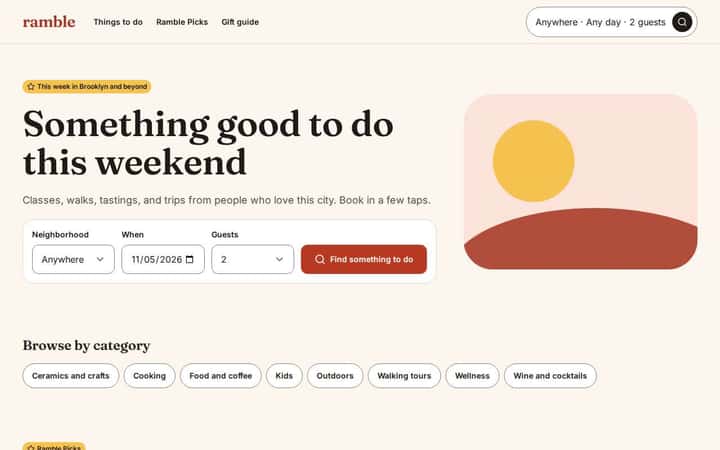 ramble
Things to do
Ramble Picks
Gift guide
Anywhere · Any day · 2 guests
This week in Brooklyn and beyond
Something good to do
this weekend
Classes, walks, tastings, and trips from people who love this city. Book in a few taps.
Neighborhood
When
Guests
Anywhere
11/05/2026
2
Find something to do
Browse by category
Ceramics and crafts
Cooking
Food and coffee
Kids
Outdoors
Walking tours
Wellness
Wine and cocktails
Ramble Picks